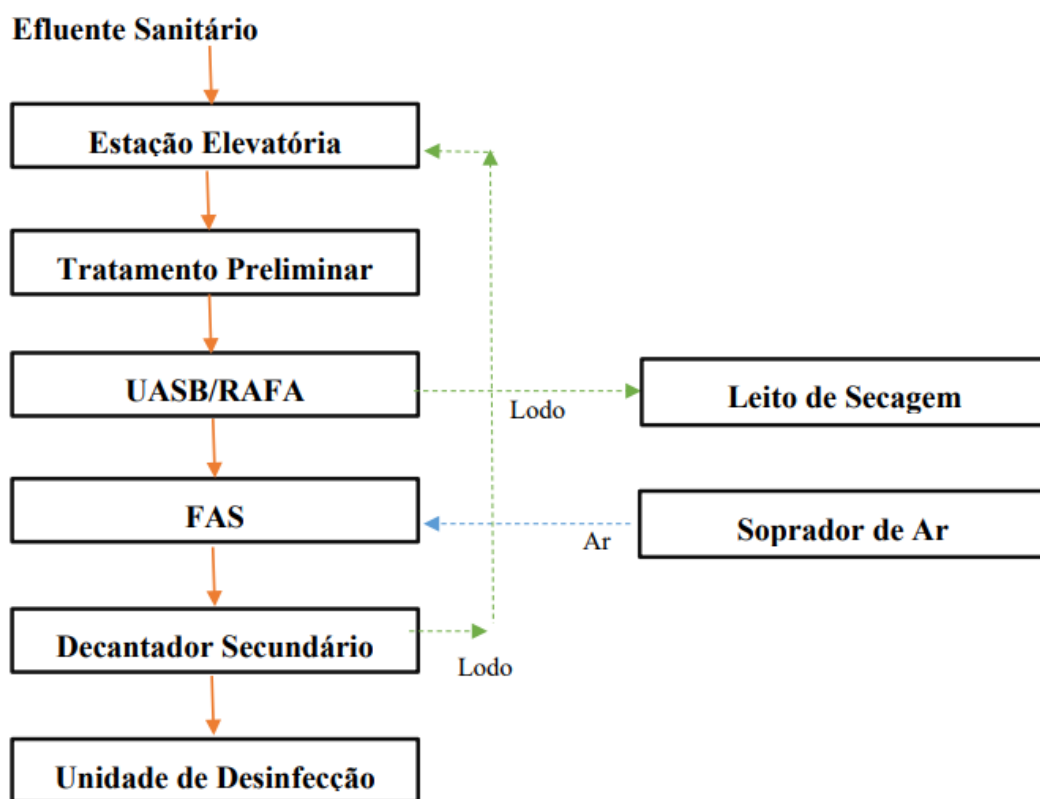 Efluente Sanitário
Estação Elevatória
Tratamento Preliminar
UASB/RAFA
Lodo
Leito de Secagem
FAS
Ar
Soprador de Ar
Decantador Secundário
Lodo
Unidade de Desinfecção